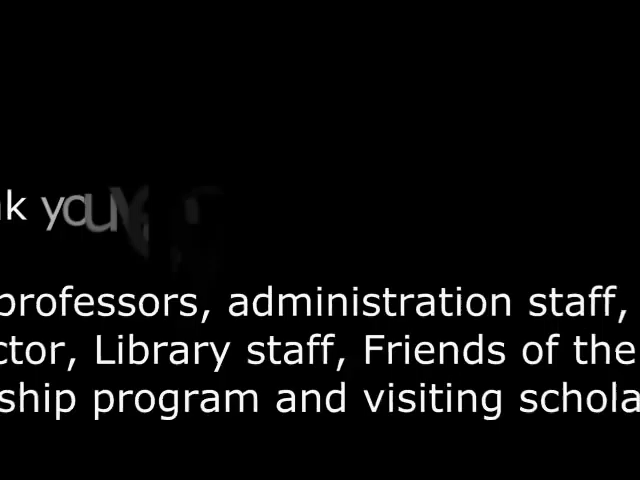 k you
professors, administration staff,
ctor, Library staff, Friends of the
ship program and visiting schola